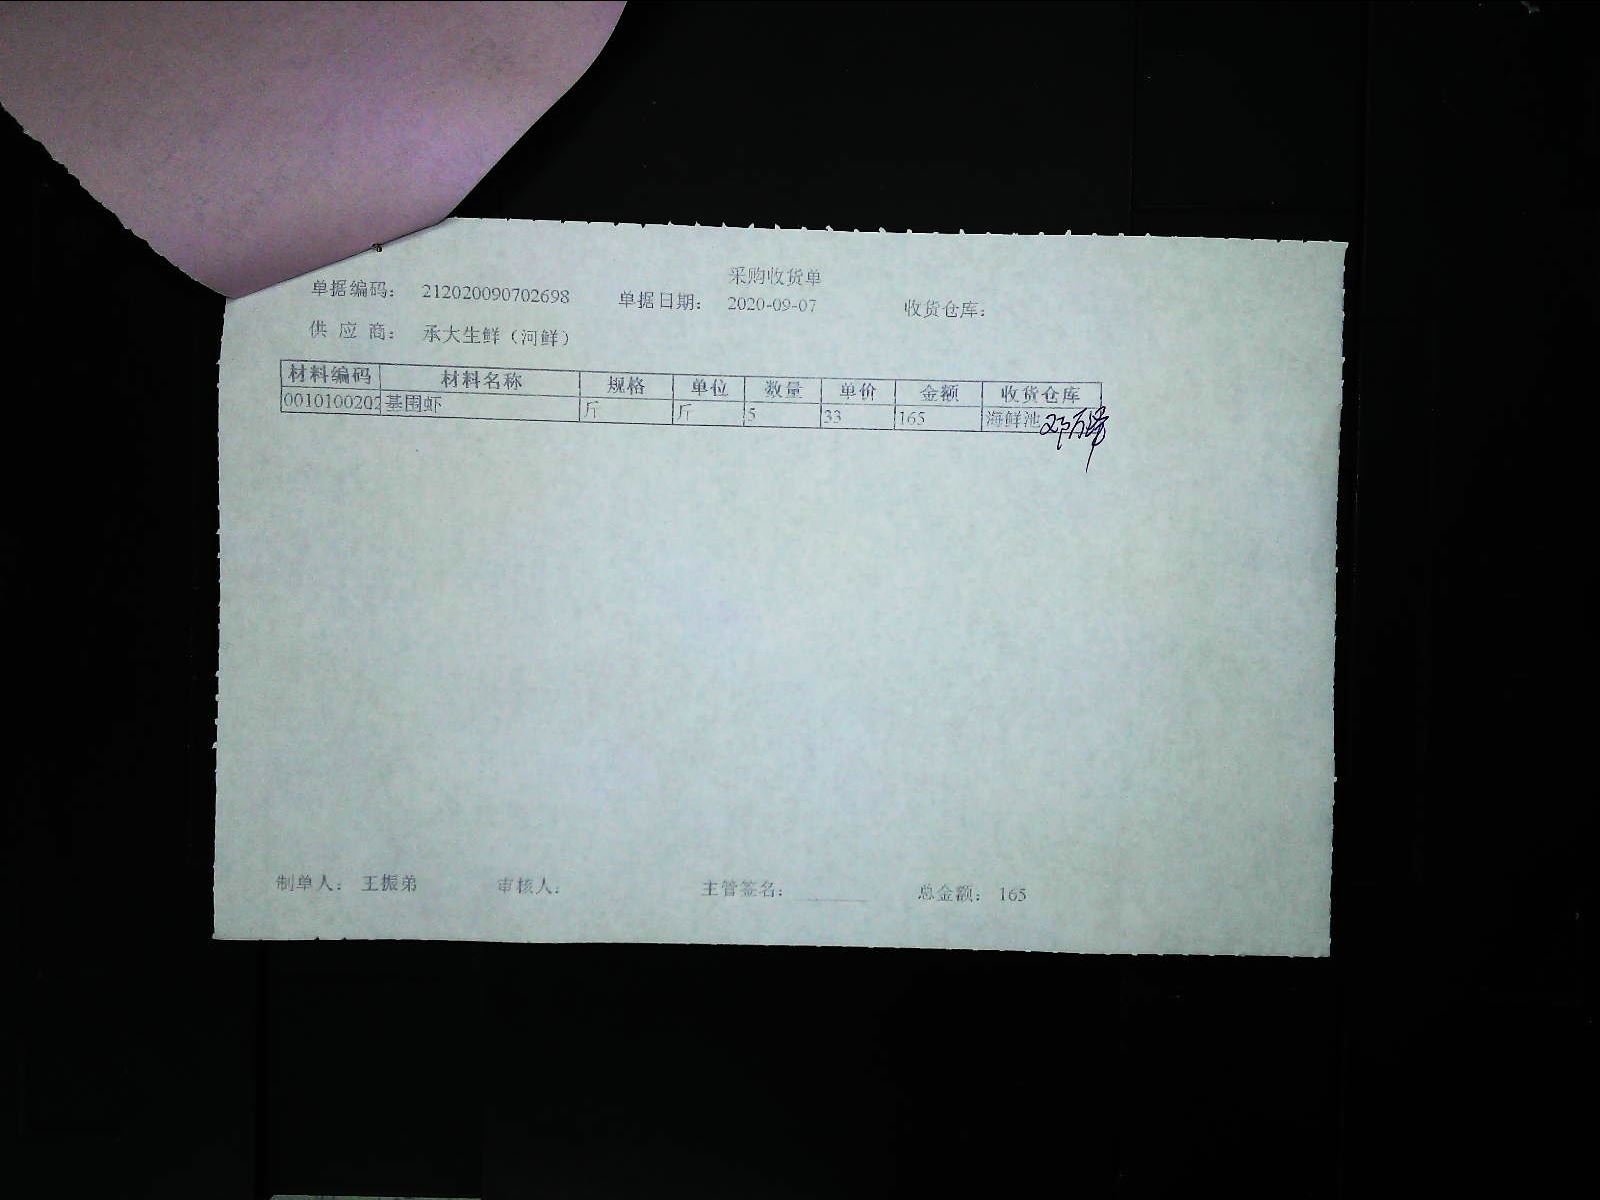 采购收货单
单据编码： 212020090702698 单据日期： 2020-09-07 收货仓库：
供 应 商： 承大生鲜（河鲜）
材料编码 材料名称 规格 单位 数量 单价 金额 收货仓库
0010100202 基围虾 斤 斤 5 33 165 海鲜池
制单人： 王振弟 审核人： 主管签名： 总金额： 165